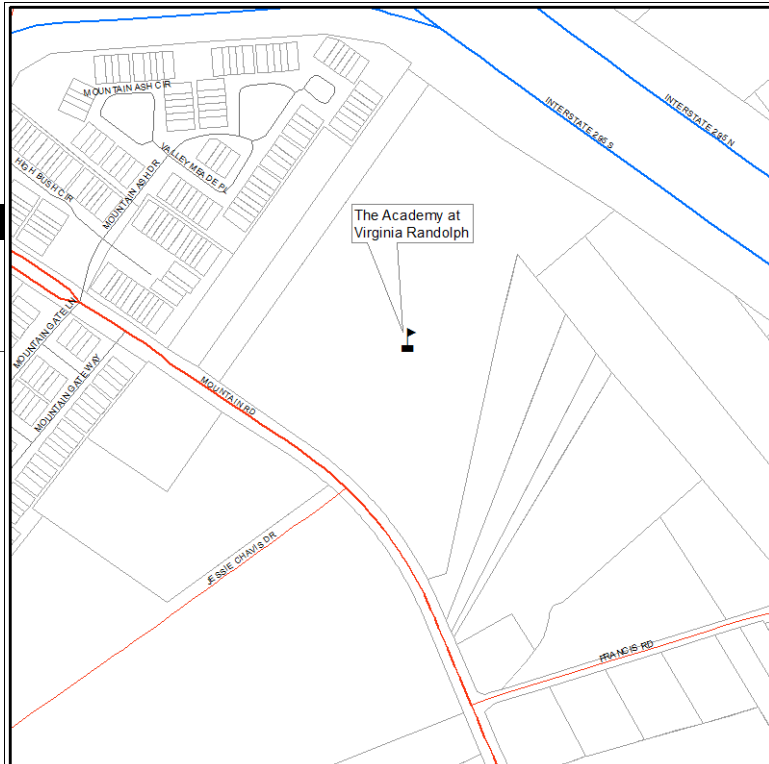 MOUNTAIN ASH CIR
INTERSTATE 295 S
INTERSTATE 295 N
VALLEY MEADE PL
HIGH BUSH CIR
MOUNTAIN ASH DR
The Academy at
Virginia Randolph
MOUNTAIN GATE LN
MOUNTAIN GATE WAY
MOUNTAIN RD
JESSIE CHAVIS DR
FRANCIS RD